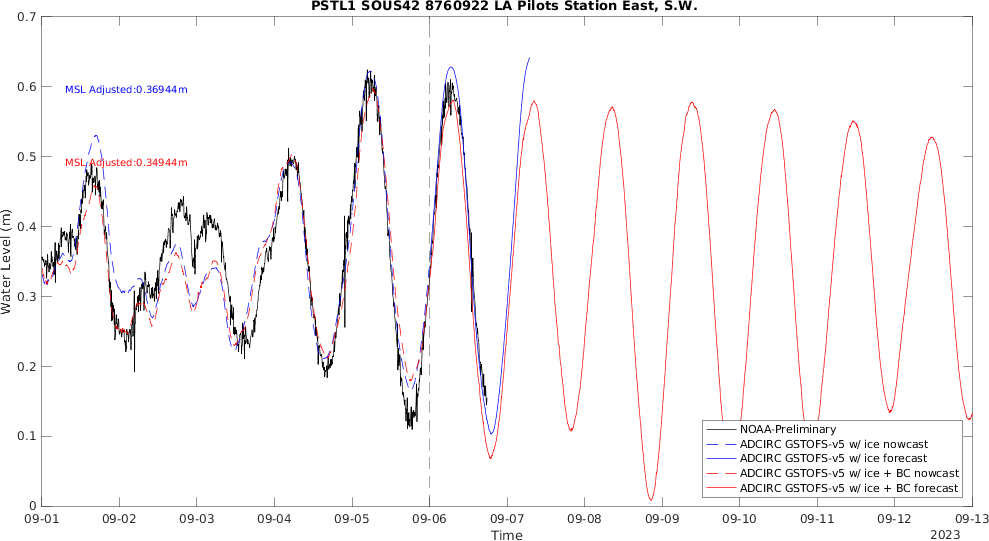 PSTL1 SOUS42 8760922 LA Pilots Station East, S.W.
0.7
0.6
0.5
0.4
0.3
0.2
0.1
0
Water Level (m)
MSL Adjusted:0.36944m
MSL Adjusted:0.34944m
NOAA-Preliminary
ADCIRC GSTOFS-v5 w/ ice nowcast
ADCIRC GSTOFS-v5 w/ ice forecast
ADCIRC GSTOFS-v5 w/ ice + BC nowcast
ADCIRC GSTOFS-v5 w/ ice + BC forecast
09-01 09-02 09-03 09-04 09-05 09-06 09-07 09-08 09-09 09-10 09-11 09-12 09-13
Time
2023